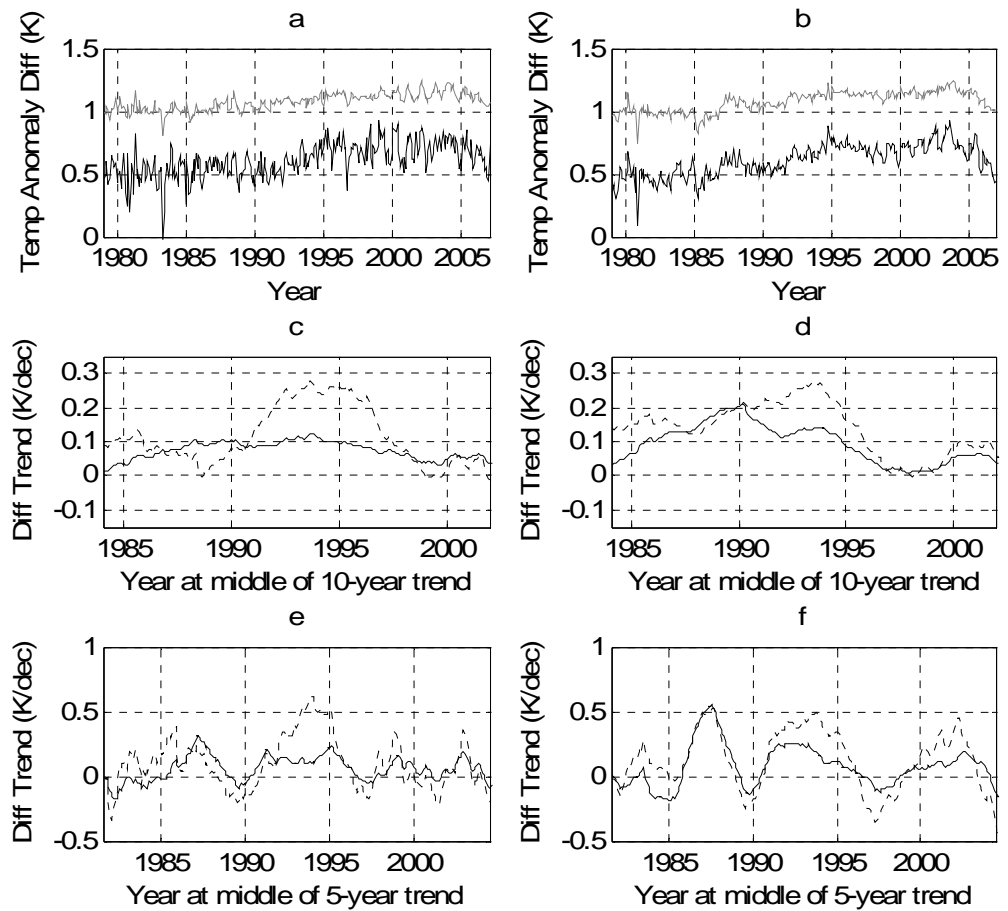 a
Temp Anomaly Diff (K)
1.5
1
0.5
0
1980 1985 1990 1995 2000 2005
Year
b
Temp Anomaly Diff (K)
1.5
1
0.5
0
1980 1985 1990 1995 2000 2005
Year
c
Diff Trend (K/dec)
0.3
0.2
0.1
0
-0.1
1985 1990 1995 2000
Year at middle of 10-year trend
d
Diff Trend (K/dec)
0.3
0.2
0.1
0
-0.1
1985 1990 1995 2000
Year at middle of 10-year trend
e
Diff Trend (K/dec)
1
0.5
0
-0.5
1985 1990 1995 2000
Year at middle of 5-year trend
f
Diff Trend (K/dec)
1
0.5
0
-0.5
1985 1990 1995 2000
Year at middle of 5-year trend